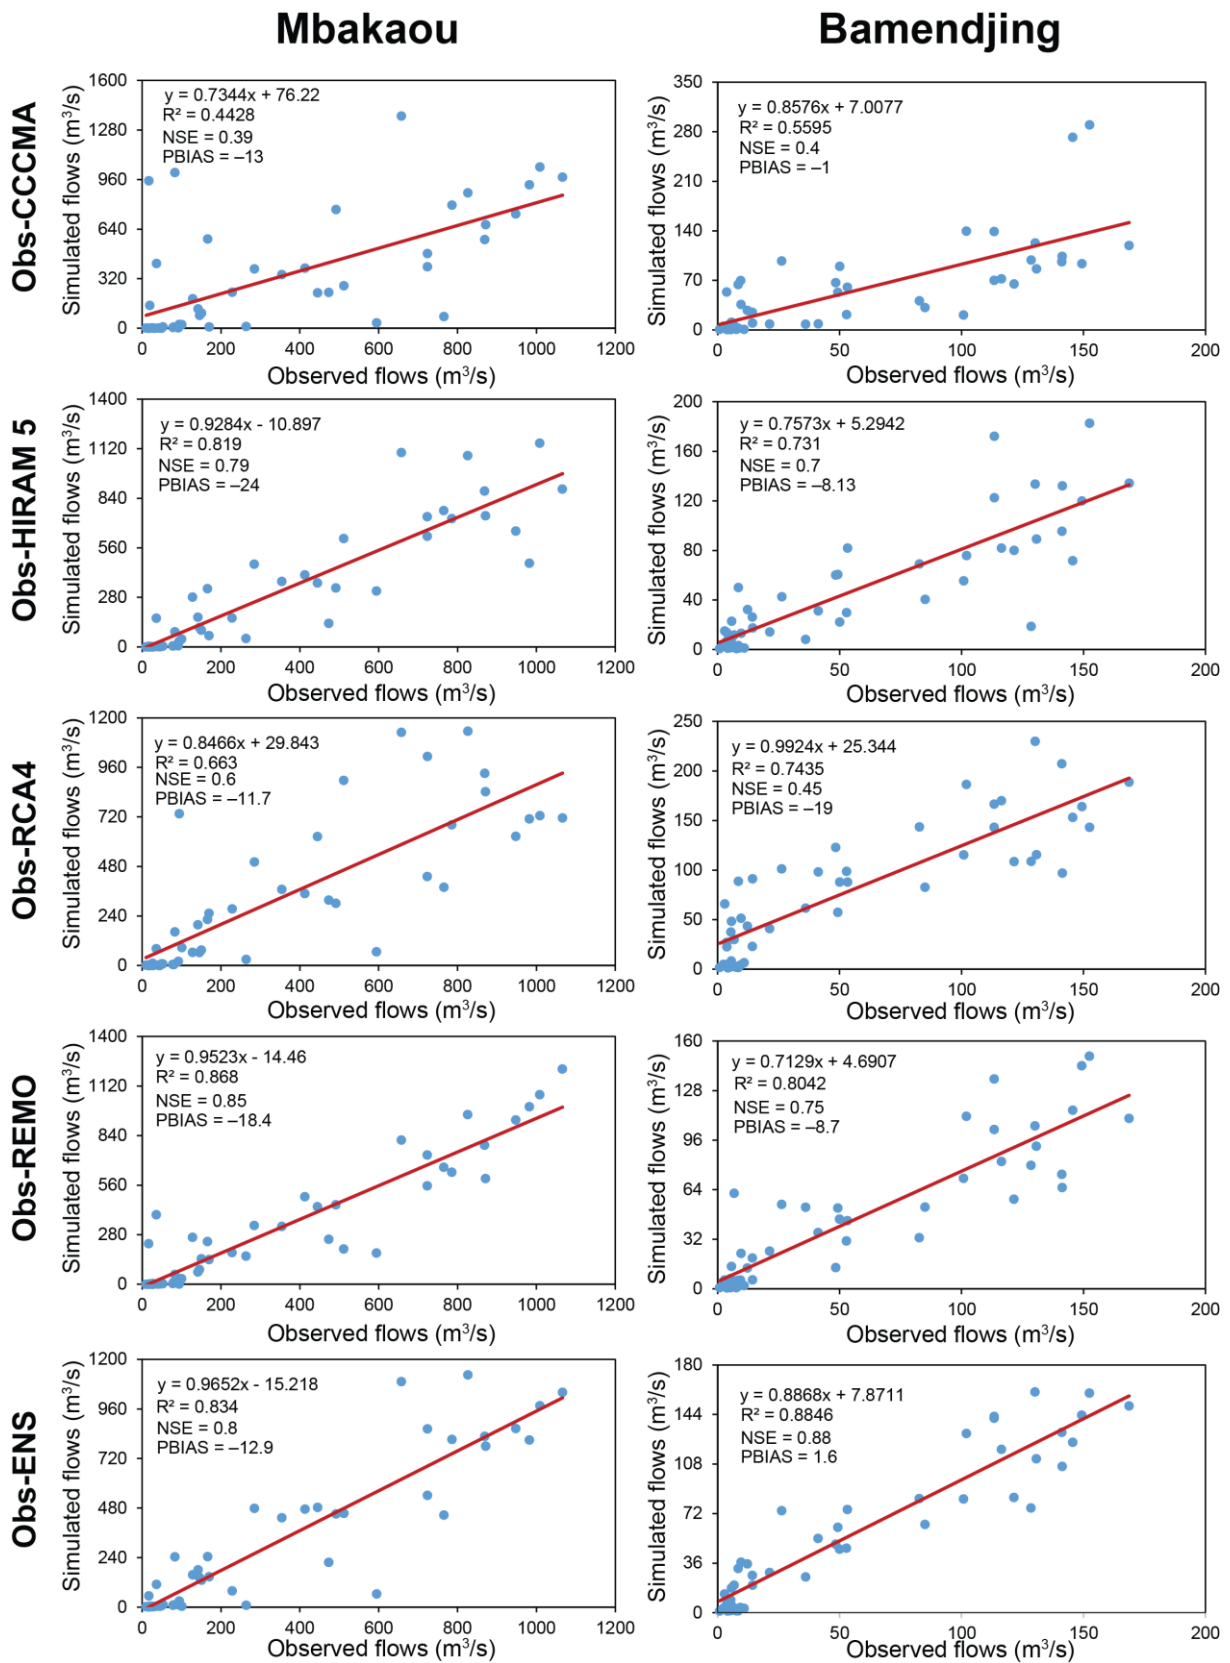 Mbakaou
Bamendjing
Obs-CCCMA
Simulated flows (m³/s)
1600
1280
960
640
320
0
y = 0.7344x + 76.22
R² = 0.4428
NSE = 0.39
PBIAS = –13
0 200 400 600 800 1000 1200
Observed flows (m³/s)
Simulated flows (m³/s)
350
280
210
140
70
0
y = 0.8576x + 7.0077
R² = 0.5595
NSE = 0.4
PBIAS = –1
0 50 100 150 200
Observed flows (m³/s)
Obs-HIRAM 5
Simulated flows (m³/s)
1400
1120
840
560
280
0
y = 0.9284x - 10.897
R² = 0.819
NSE = 0.79
PBIAS = –24
0 200 400 600 800 1000 1200
Observed flows (m³/s)
Simulated flows (m³/s)
200
160
120
80
40
0
y = 0.7573x + 5.2942
R² = 0.731
NSE = 0.7
PBIAS = –8.13
0 50 100 150 200
Observed flows (m³/s)
Obs-RCA4
Simulated flows (m³/s)
1200
960
720
480
240
0
y = 0.8466x + 29.843
R² = 0.663
NSE = 0.6
PBIAS = –11.7
0 200 400 600 800 1000 1200
Observed flows (m³/s)
Simulated flows (m³/s)
250
200
150
100
50
0
y = 0.9924x + 25.344
R² = 0.7435
NSE = 0.45
PBIAS = –19
0 50 100 150 200
Observed flows (m³/s)
Obs-REMO
Simulated flows (m³/s)
1400
1120
840
560
280
0
y = 0.9523x - 14.46
R² = 0.868
NSE = 0.85
PBIAS = –18.4
0 200 400 600 800 1000 1200
Observed flows (m³/s)
Simulated flows (m³/s)
160
128
96
64
32
0
y = 0.7129x + 4.6907
R² = 0.8042
NSE = 0.75
PBIAS = –8.7
0 50 100 150 200
Observed flows (m³/s)
Obs-ENS
Simulated flows (m³/s)
1200
960
720
480
240
0
y = 0.9652x - 15.218
R² = 0.834
NSE = 0.8
PBIAS = –12.9
0 200 400 600 800 1000 1200
Observed flows (m³/s)
Simulated flows (m³/s)
180
144
108
72
36
0
y = 0.8868x + 7.8711
R² = 0.8846
NSE = 0.88
PBIAS = 1.6
0 50 100 150 200
Observed flows (m³/s)